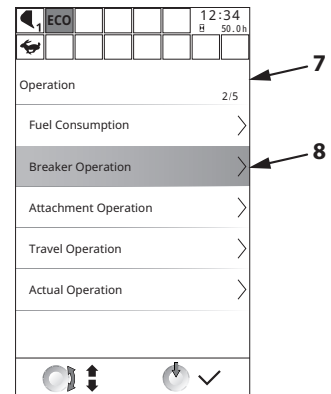 1 ECO 12:34
H 50.0h
Operation
2/5
Fuel Consumption
Breaker Operation
Attachment Operation
Travel Operation
Actual Operation
7
8